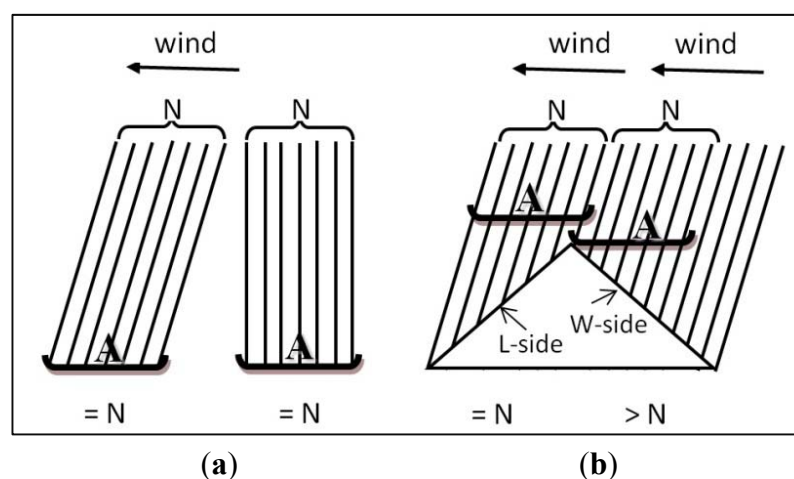 wind
wind
wind
N
N
N
N
A
A
A
A
L-side
W-side
= N
= N
= N
> N
(a)
(b)